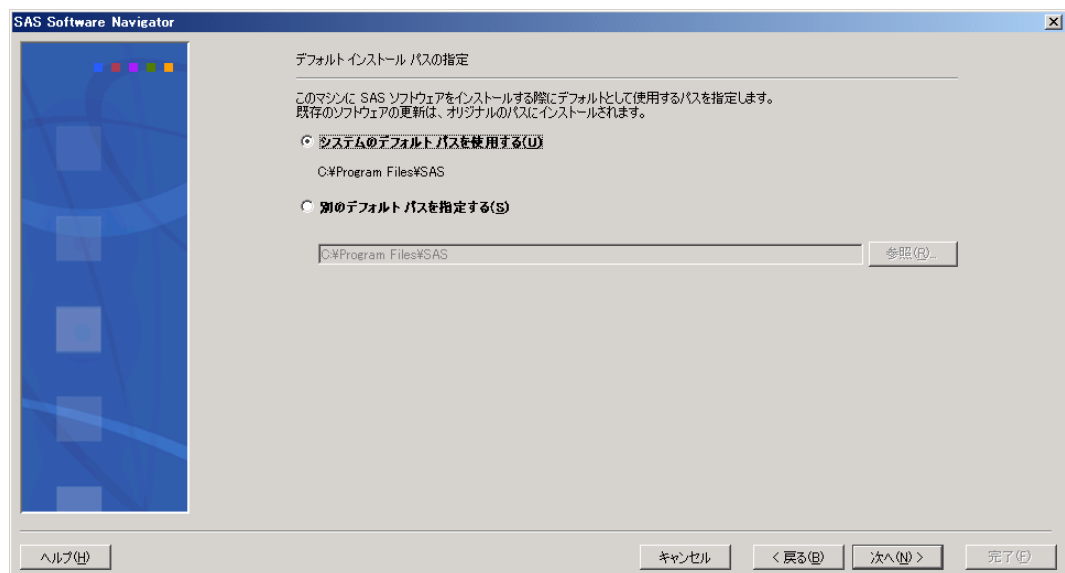 SAS Software Navigator
デフォルト インストール パスの指定
このマシンに SAS ソフトウェアをインストールする際にデフォルトとして使用するパスを指定します。
既存のソフトウェアの更新は、オリジナルのパスにインストールされます。
システムのデフォルト パスを使用する(U)
C:¥Program Files¥SAS
別のデフォルト パスを指定する(S)
C:¥Program Files¥SAS
参照(R)...
ヘルプ(H)
キャンセル
< 戻る(B)
次へ(N) >
完了(F)